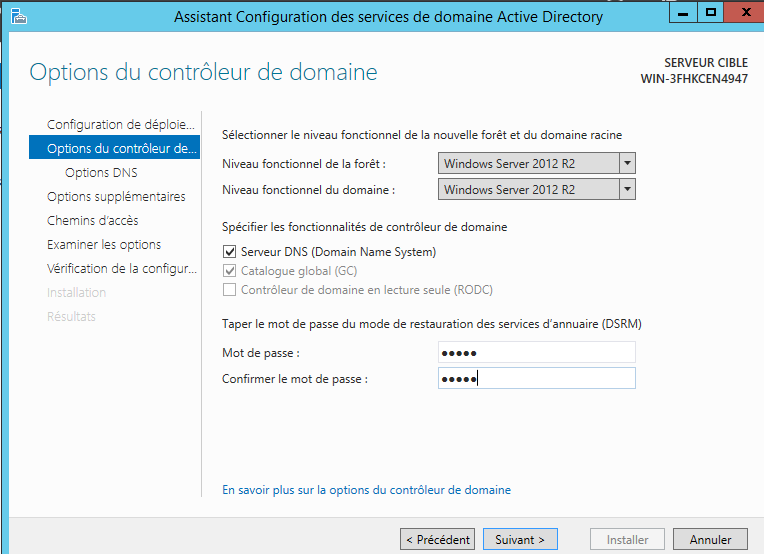 Assistant Configuration des services de domaine Active Directory
Options du contrôleur de domaine
SERVEUR CIBLE
WIN-3FHKCEN4947
Configuration de déploie...
Options du contrôleur de...
Options DNS
Options supplémentaires
Chemins d'accès
Examiner les options
Vérification de la configur...
Installation
Résultats
Sélectionner le niveau fonctionnel de la nouvelle forêt et du domaine racine
Niveau fonctionnel de la forêt : Windows Server 2012 R2
Niveau fonctionnel du domaine : Windows Server 2012 R2
Spécifier les fonctionnalités de contrôleur de domaine
Serveur DNS (Domain Name System)
Catalogue global (GC)
Contrôleur de domaine en lecture seule (RODC)
Taper le mot de passe du mode de restauration des services d'annuaire (DSRM)
Mot de passe : •••••
Confirmer le mot de passe : •••••
En savoir plus sur la options du contrôleur de domaine
< Précédent Suivant > Installer Annuler